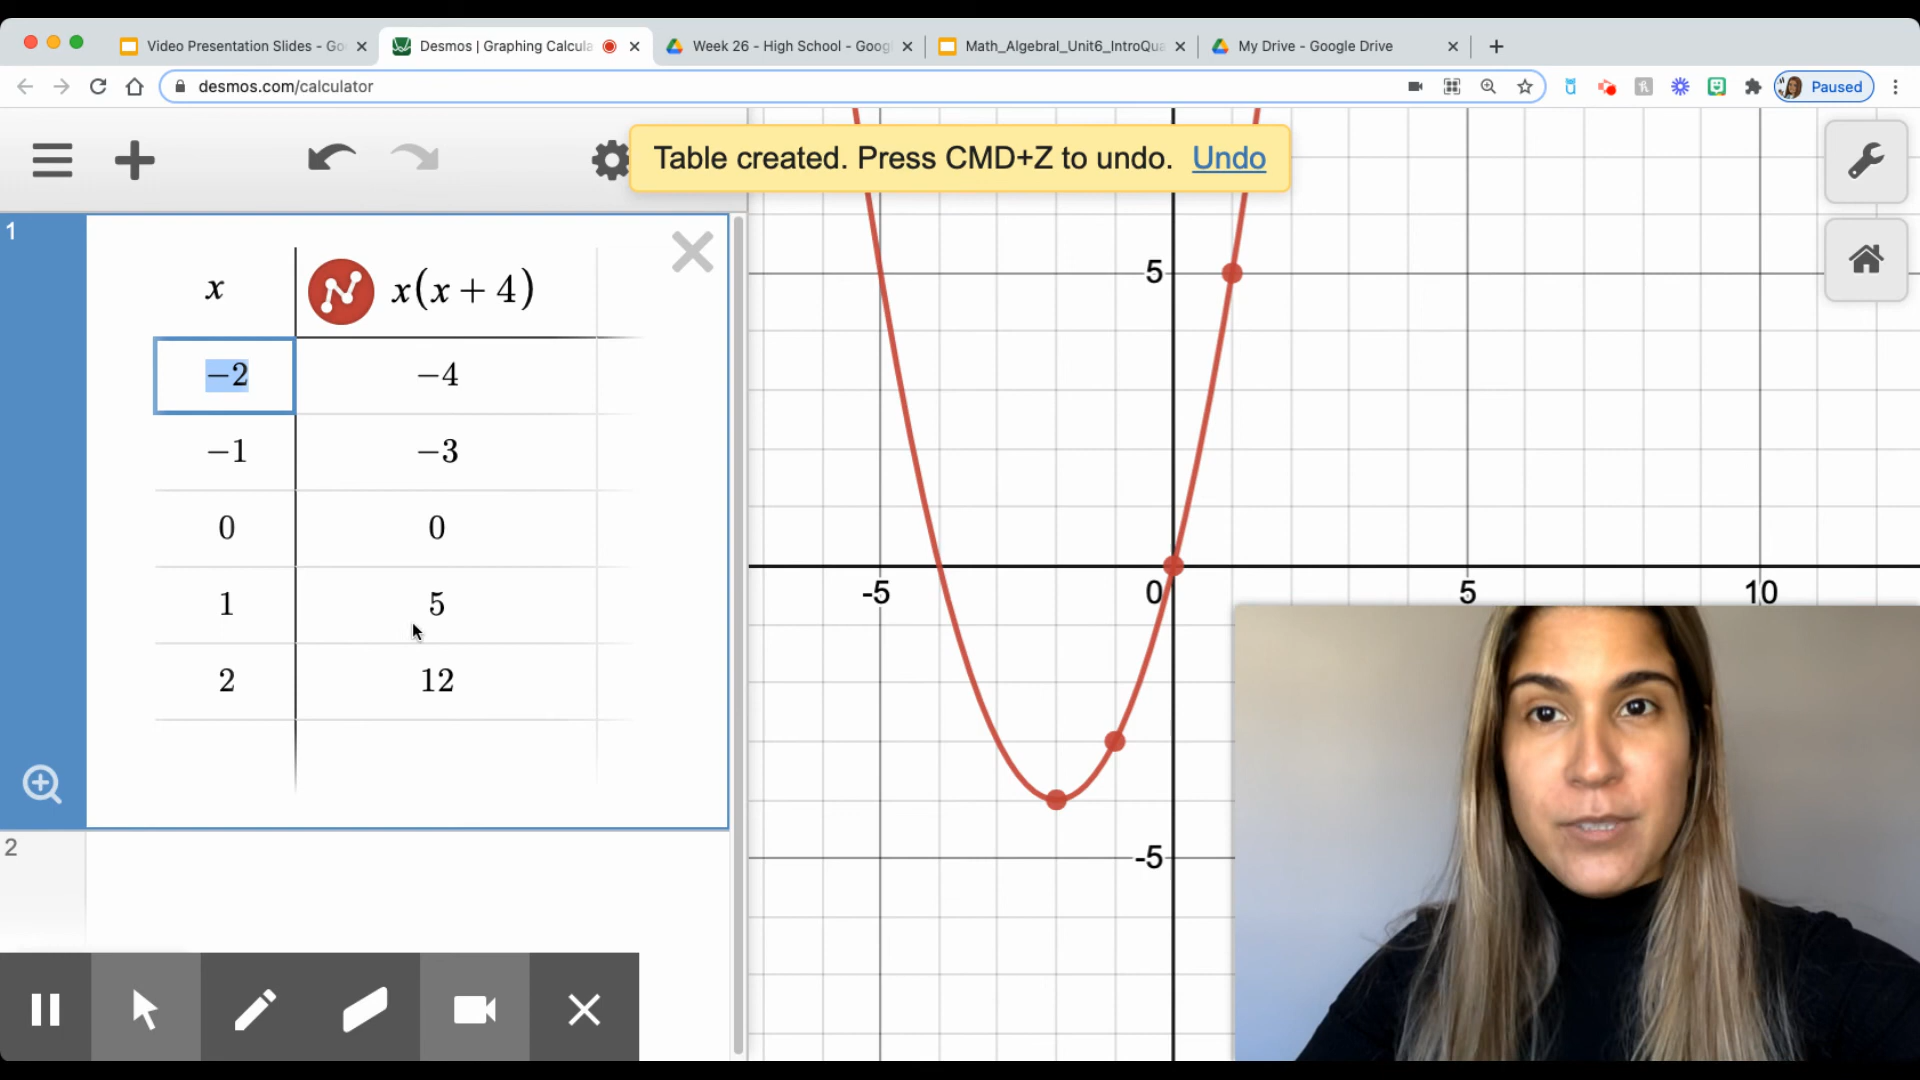 Video Presentation Slides - Go
Desmos | Graphing Calcula
Week 26 - High School - Goog
Math_AlgebraI_Unit6_IntroQua
My Drive - Google Drive
desmos.com/calculator
Paused
Table created. Press CMD+Z to undo. Undo
1
x x(x + 4)
−2 −4
−1 −3
0 0
1 5
2 12
2
5
-5 0 5 10
-5